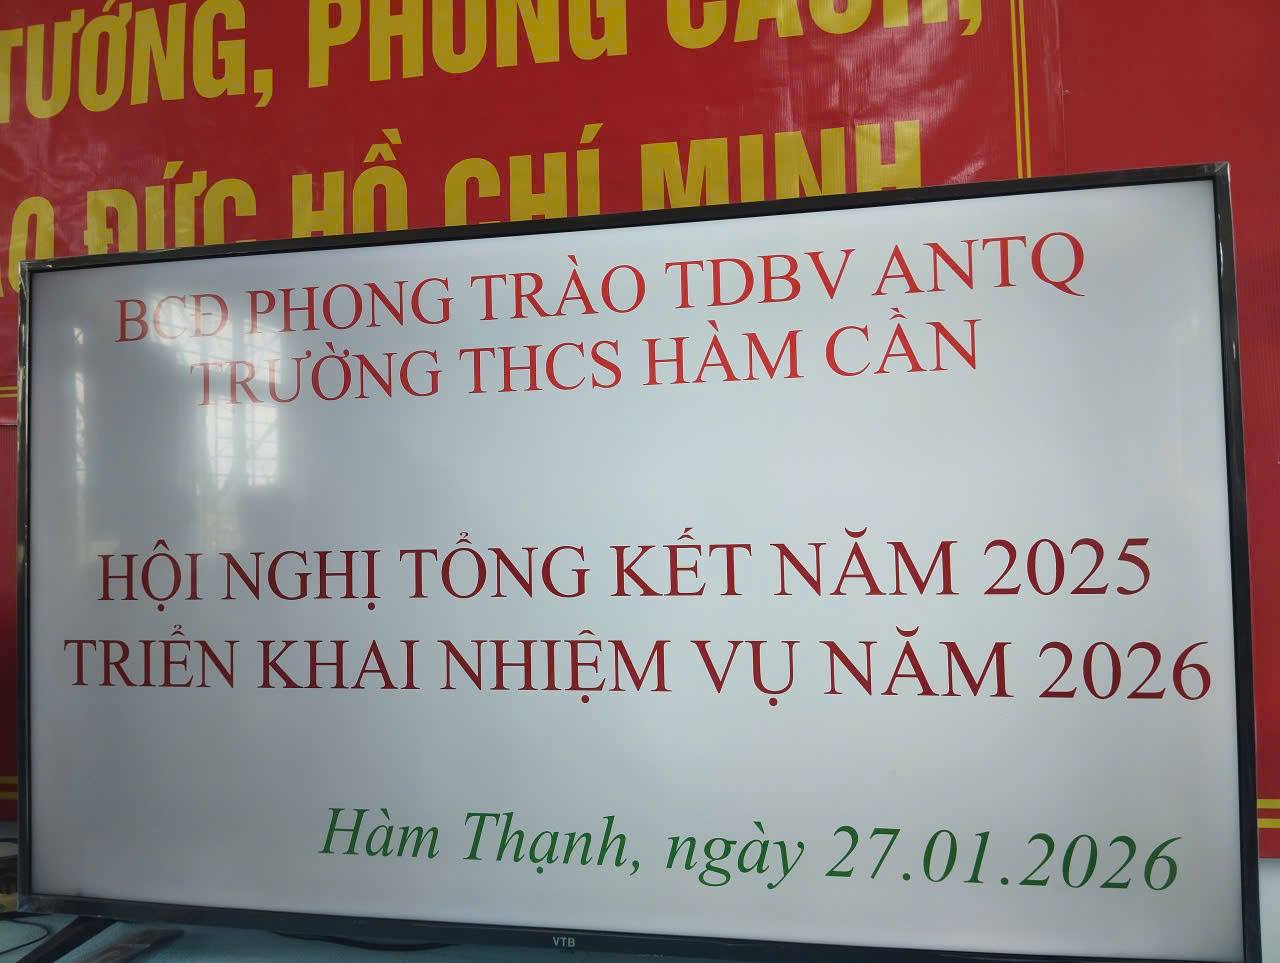 TƯỚNG, PHONG CÁCH,
ĐỨC HỒ CHÍ MINH
BCĐ PHONG TRÀO TDBV ANTQ
TRƯỜNG THCS HÀM CẦN
HỘI NGHỊ TỔNG KẾT NĂM 2025
TRIỂN KHAI NHIỆM VỤ NĂM 2026
Hàm Thạnh, ngày 27.01.2026
VTB